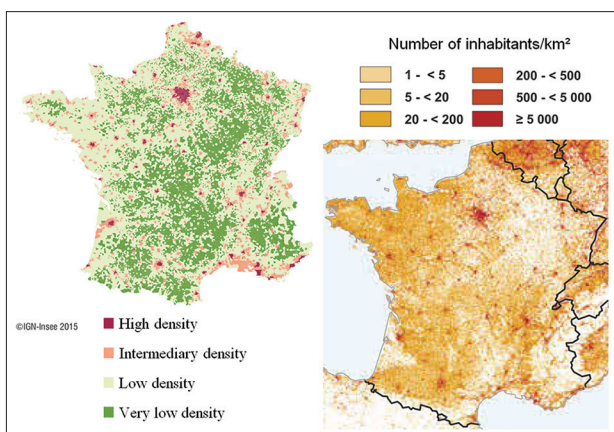 Number of inhabitants/km²
1 - < 5
200 - < 500
5 - < 20
500 - < 5 000
20 - < 200
≥ 5 000
©IGN-Insee 2015
High density
Intermediary density
Low density
Very low density